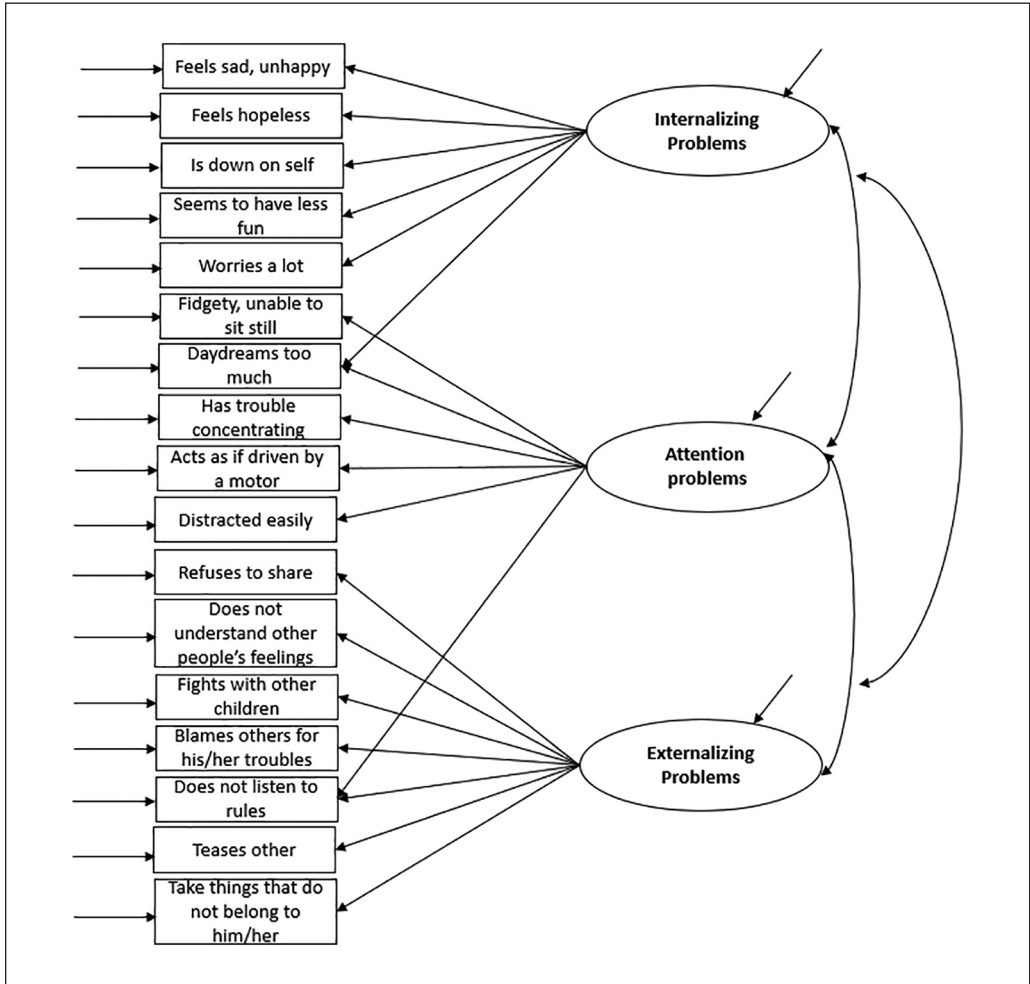 Feels sad, unhappy
Feels hopeless
Is down on self
Seems to have less
fun
Worries a lot
Fidgety, unable to
sit still
Daydreams too
much
Has trouble
concentrating
Acts as if driven by
a motor
Distracted easily
Refuses to share
Does not
understand other
people’s feelings
Fights with other
children
Blames others for
his/her troubles
Does not listen to
rules
Teases other
Take things that do
not belong to
him/her
Internalizing
Problems
Attention
problems
Externalizing
Problems